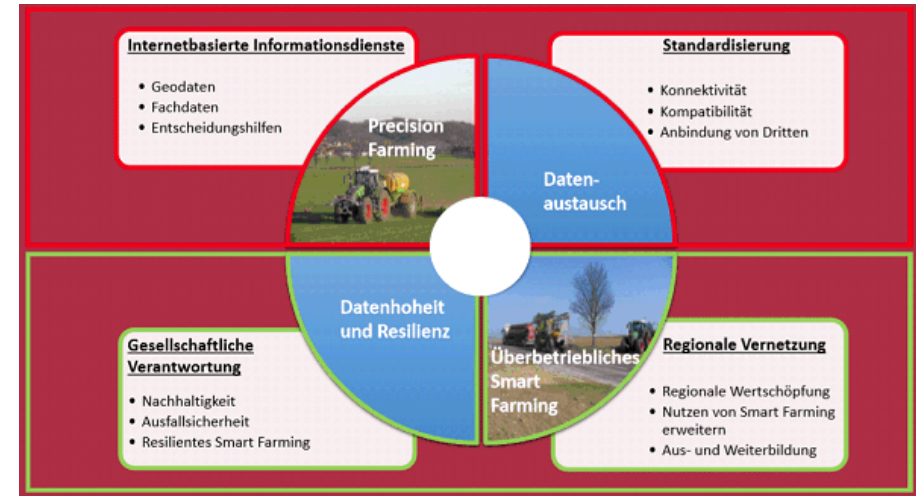 Internetbasierte Informationsdienste
• Geodaten
• Fachdaten
• Entscheidungshilfen
Standardisierung
• Konnektivität
• Kompatibilität
• Anbindung von Dritten
Precision
Farming
Daten-
austausch
Datenhoheit
und Resilienz
Überbetriebliches
Smart
Farming
Gesellschaftliche
Verantwortung
• Nachhaltigkeit
• Ausfallsicherheit
• Resilientes Smart Farming
Regionale Vernetzung
• Regionale Wertschöpfung
• Nutzen von Smart Farming
erweitern
• Aus- und Weiterbildung